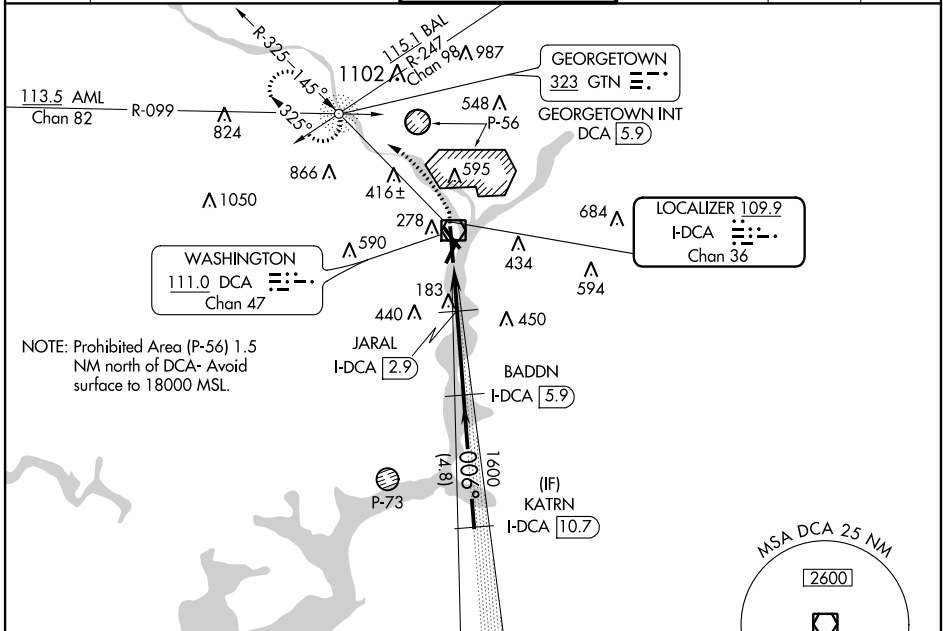 R-325
145°
325°
115.1 BAL
R-247
Chan 98
987
1102
GEORGETOWN
323 GTN
113.5 AML
Chan 82
R-099
824
548
P-56
GEORGETOWN INT
DCA 5.9
866
416±
595
1050
278
684
LOCALIZER 109.9
I-DCA
Chan 36
590
434
594
WASHINGTON
111.0 DCA
Chan 47
183
440
450
NOTE: Prohibited Area (P-56) 1.5
NM north of DCA- Avoid
surface to 18000 MSL.
JARAL
I-DCA 2.9
BADDN
I-DCA 5.9
006°
1600
(4.8)
P-73
(IF)
KATRN
I-DCA 10.7
MSA DCA 25 NM
2600